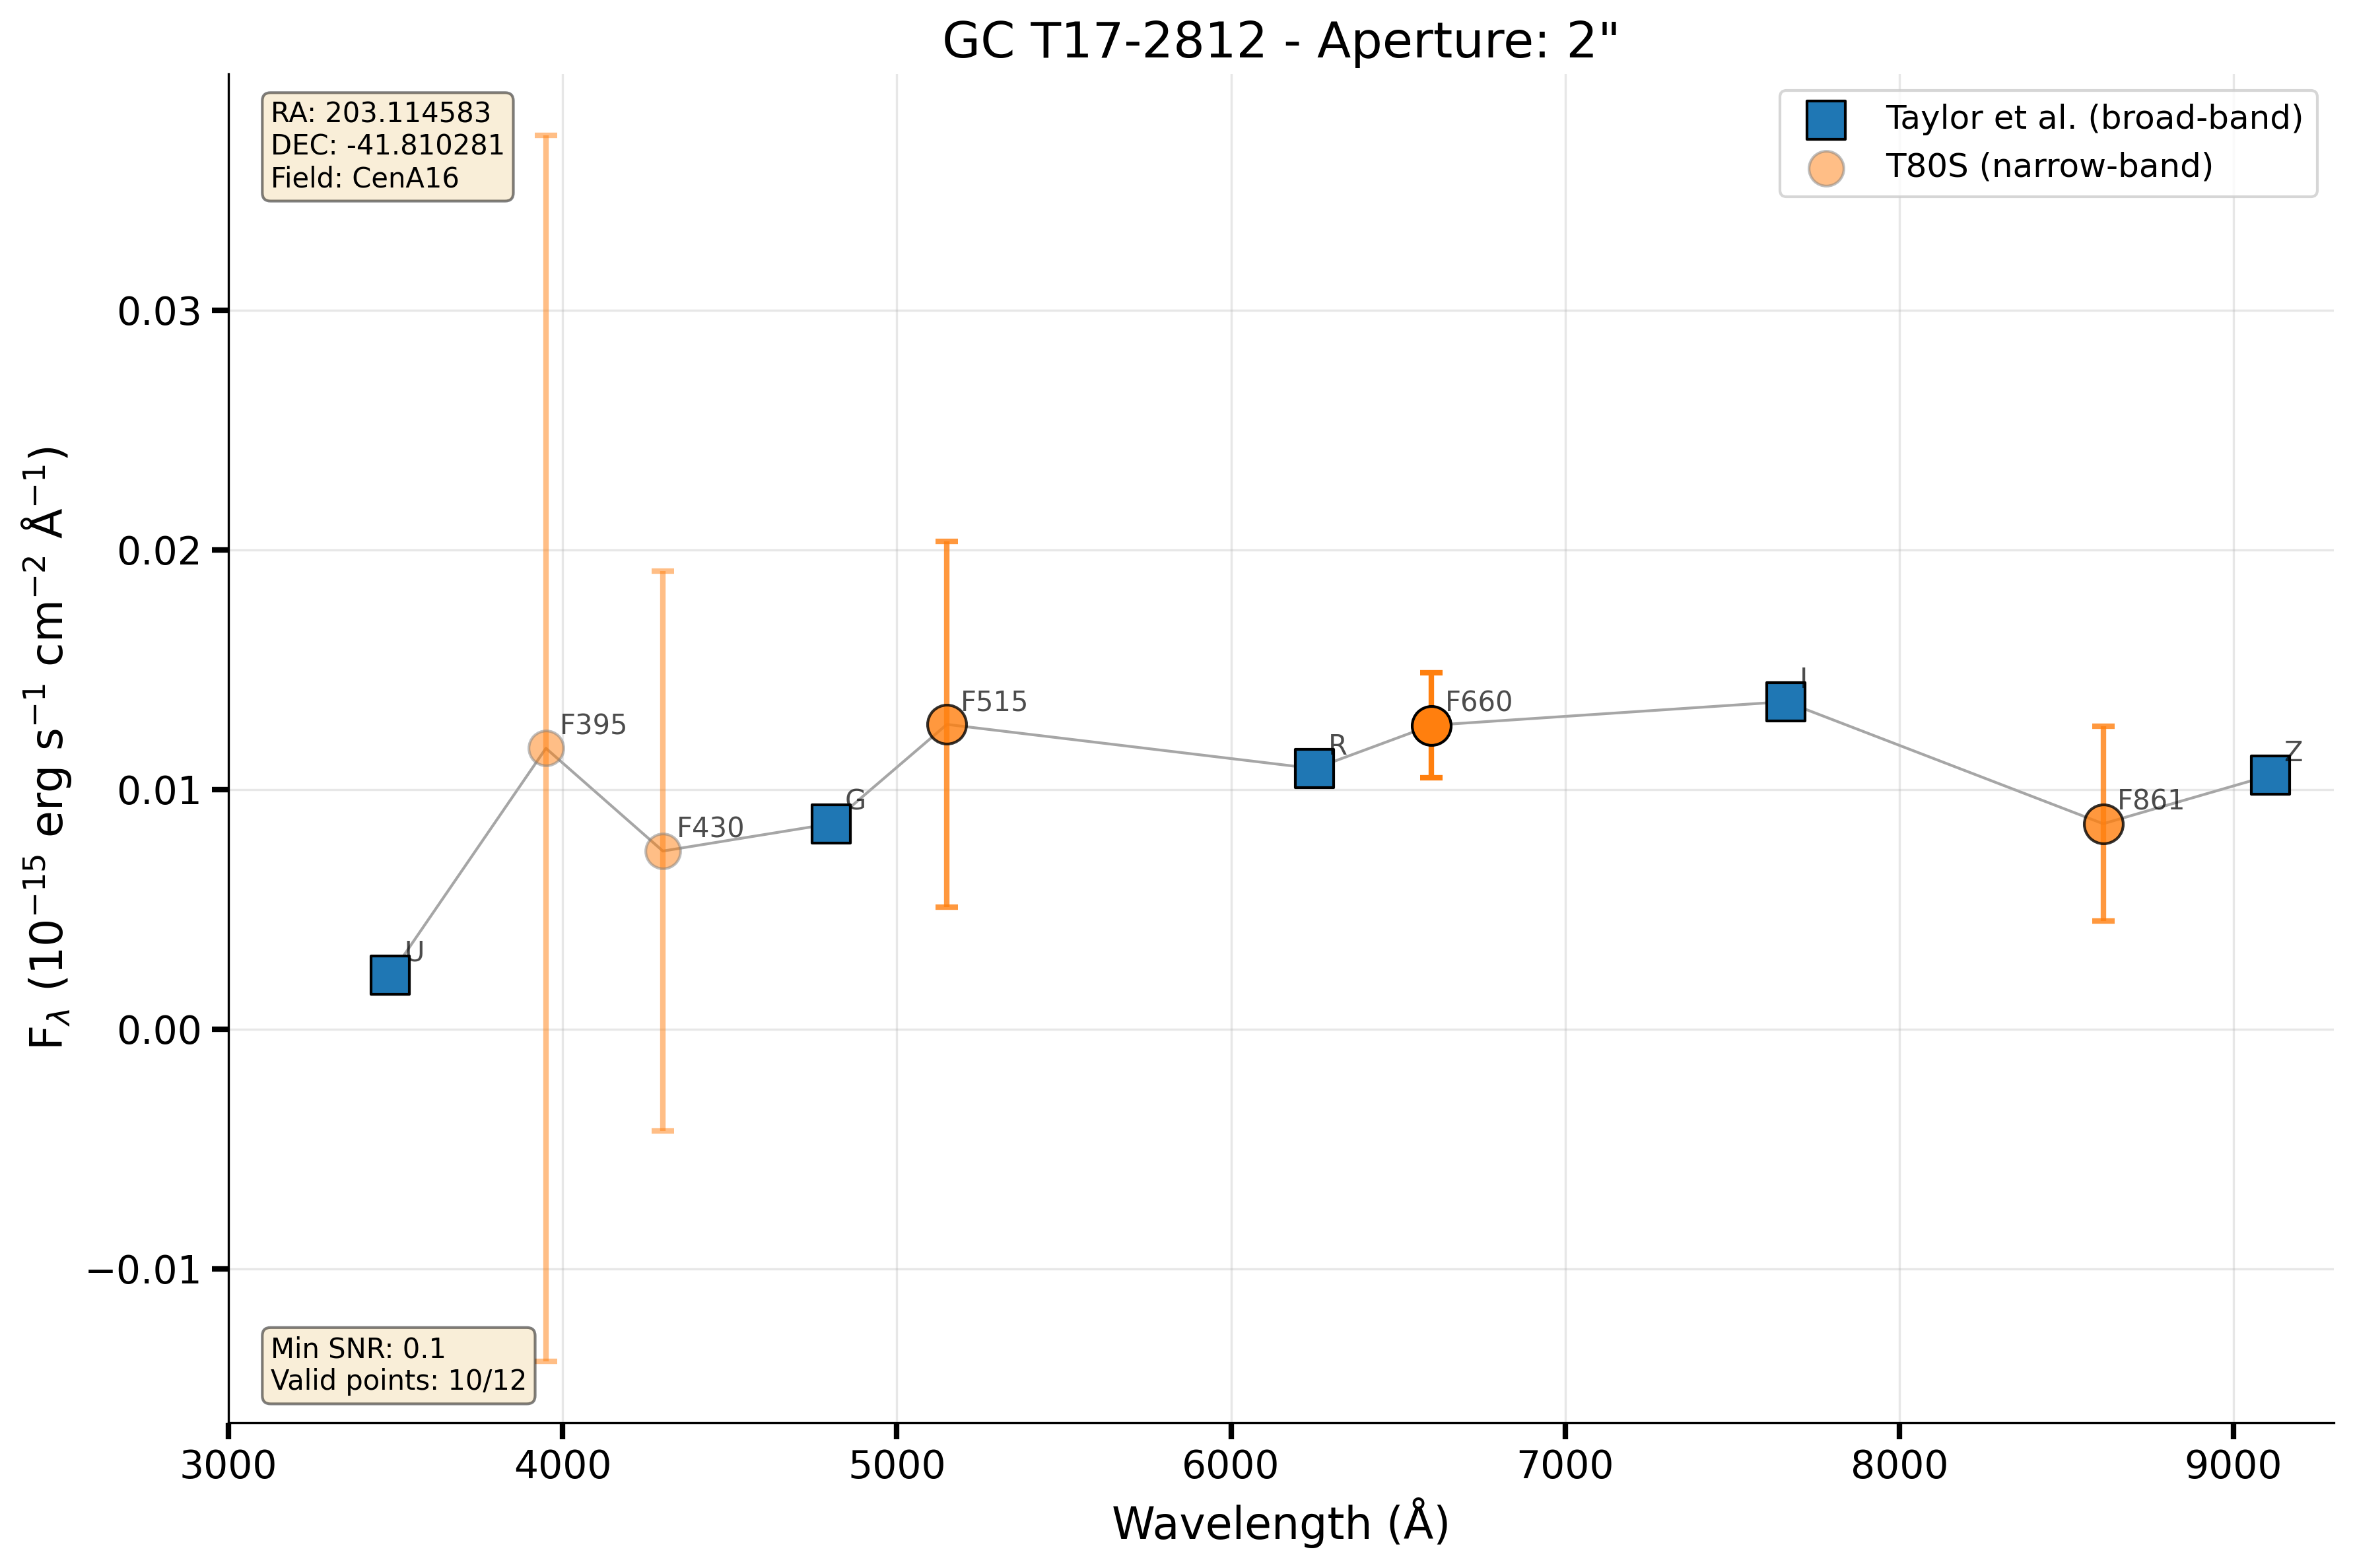 GC T17-2812 - Aperture: 2"
RA: 203.114583
DEC: -41.810281
Field: CenA16
Taylor et al. (broad-band)
T80S (narrow-band)
F_λ (10⁻¹⁵ erg s⁻¹ cm⁻² Å⁻¹)
0.03
0.02
0.01
0.00
−0.01
U
F395
F430
G
F515
R
F660
I
F861
Z
Min SNR: 0.1
Valid points: 10/12
3000 4000 5000 6000 7000 8000 9000
Wavelength (Å)